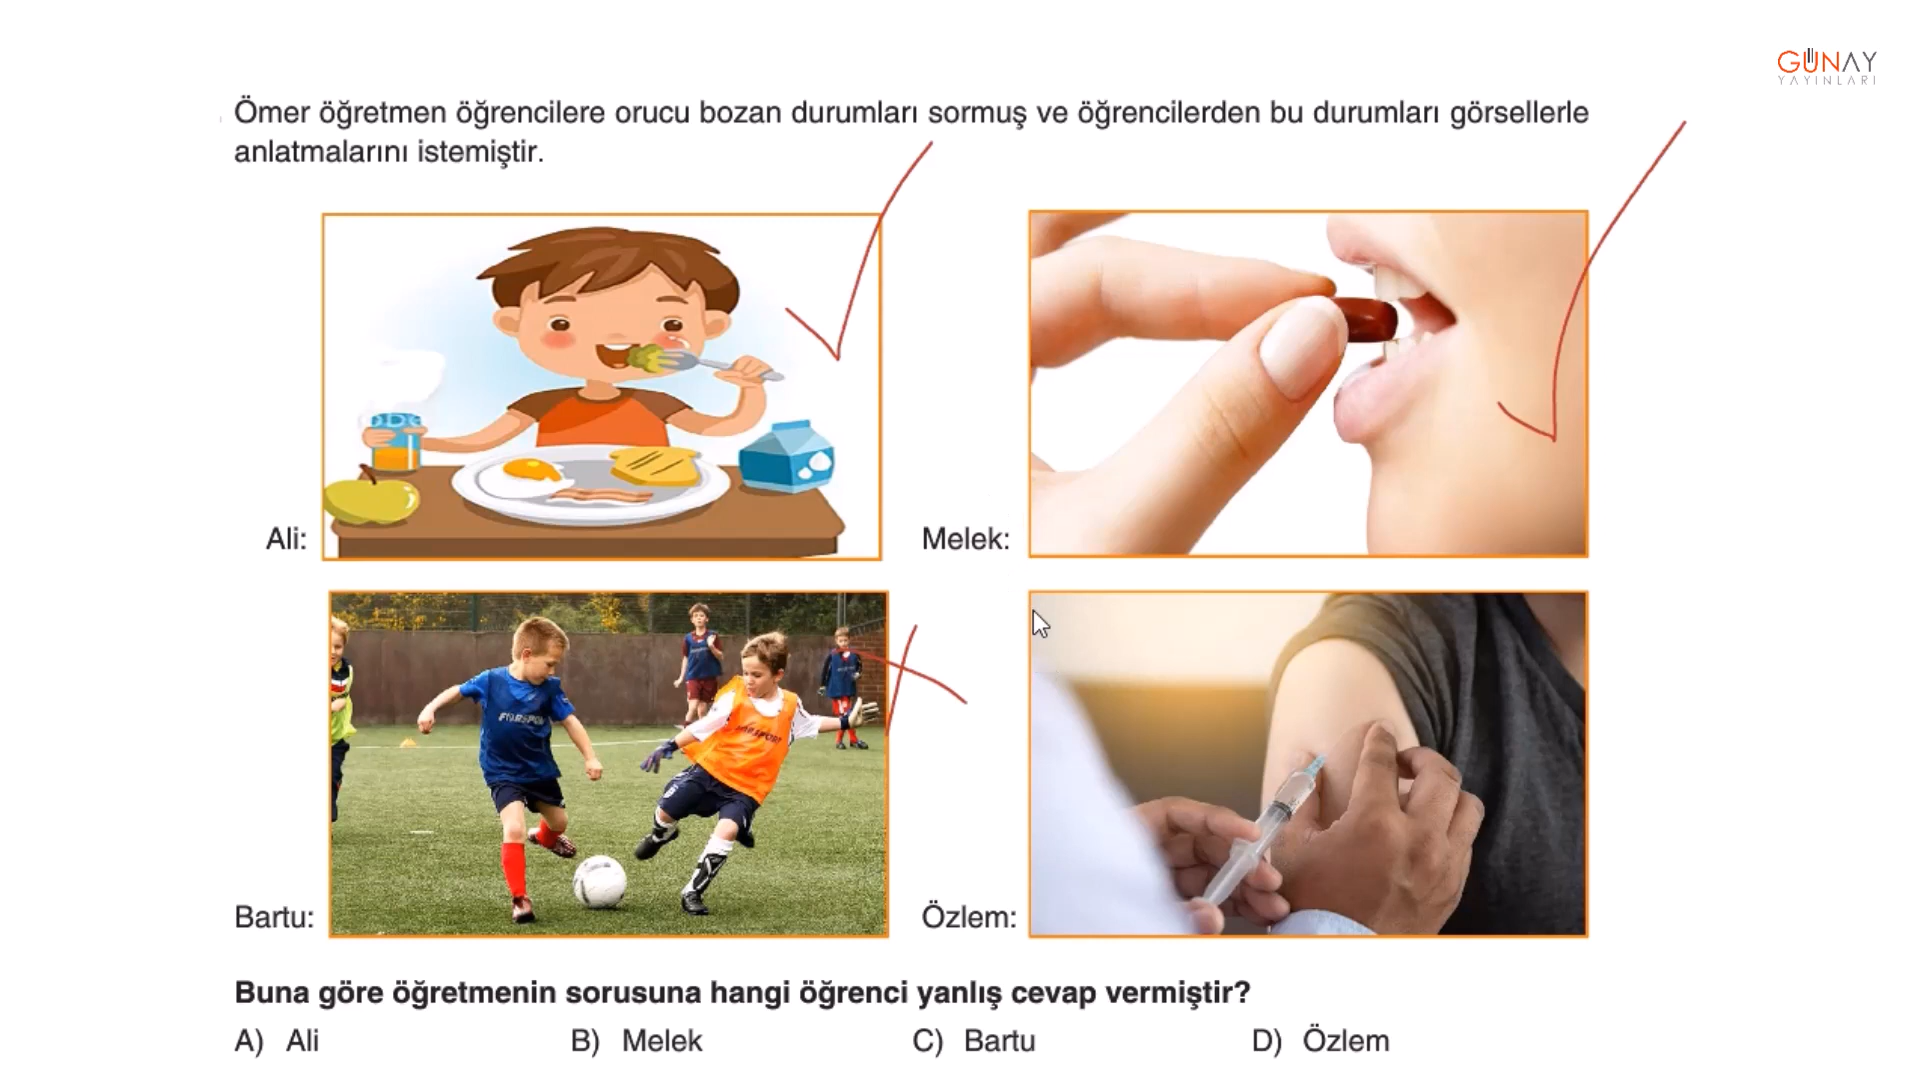 GÜNAY
YAYINLARI
Ömer öğretmen öğrencilere orucu bozan durumları sormuş ve öğrencilerden bu durumları görsellerle
anlatmalarını istemiştir.
Ali:
Melek:
Bartu:
Özlem:
Buna göre öğretmenin sorusuna hangi öğrenci yanlış cevap vermiştir?
A) Ali
B) Melek
C) Bartu
D) Özlem